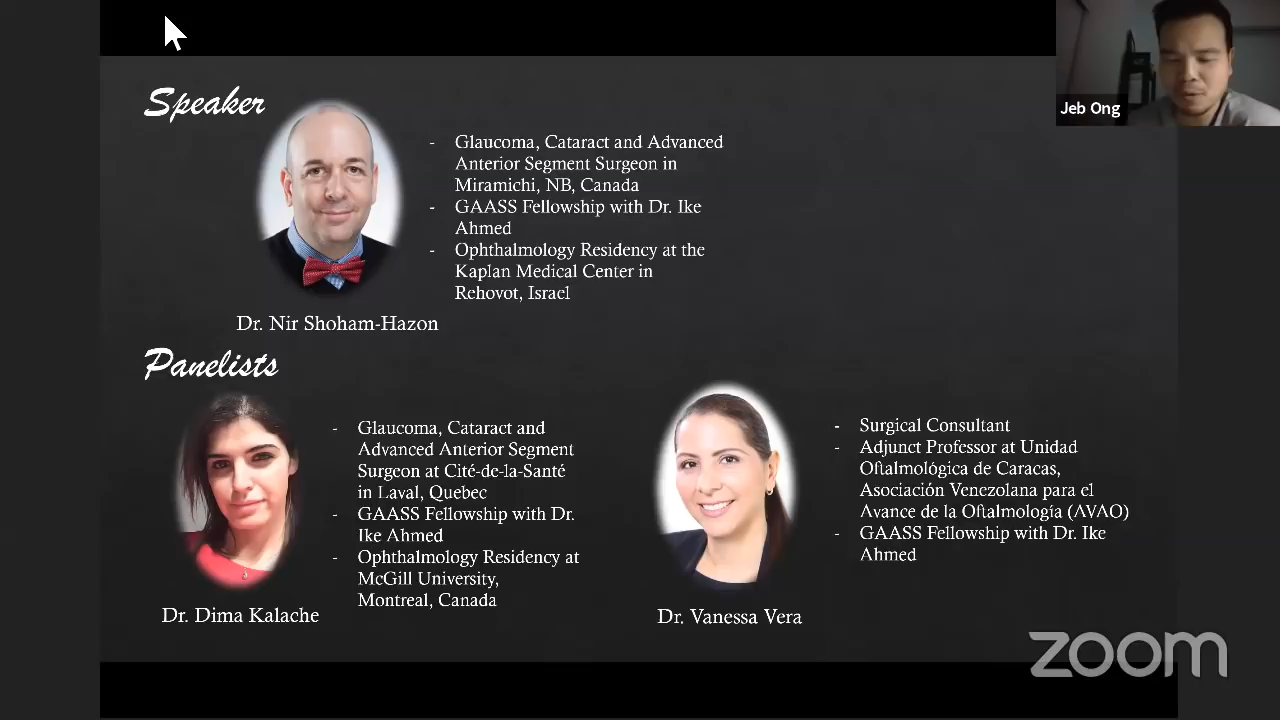 Speaker
- Glaucoma, Cataract and Advanced
Anterior Segment Surgeon in
Miramichi, NB, Canada
- GAASS Fellowship with Dr. Ike
Ahmed
- Ophthalmology Residency at the
Kaplan Medical Center in
Rehovot, Israel
Dr. Nir Shoham-Hazon
Jeb Ong
Panelists
- Glaucoma, Cataract and
Advanced Anterior Segment
Surgeon at Cité-de-la-Santé
in Laval, Quebec
- GAASS Fellowship with Dr.
Ike Ahmed
- Ophthalmology Residency at
McGill University,
Montreal, Canada
Dr. Dima Kalache
- Surgical Consultant
- Adjunct Professor at Unidad
Oftalmológica de Caracas,
Asociación Venezolana para el
Avance de la Oftalmología (AVAO)
- GAASS Fellowship with Dr. Ike
Ahmed
Dr. Vanessa Vera
zoom